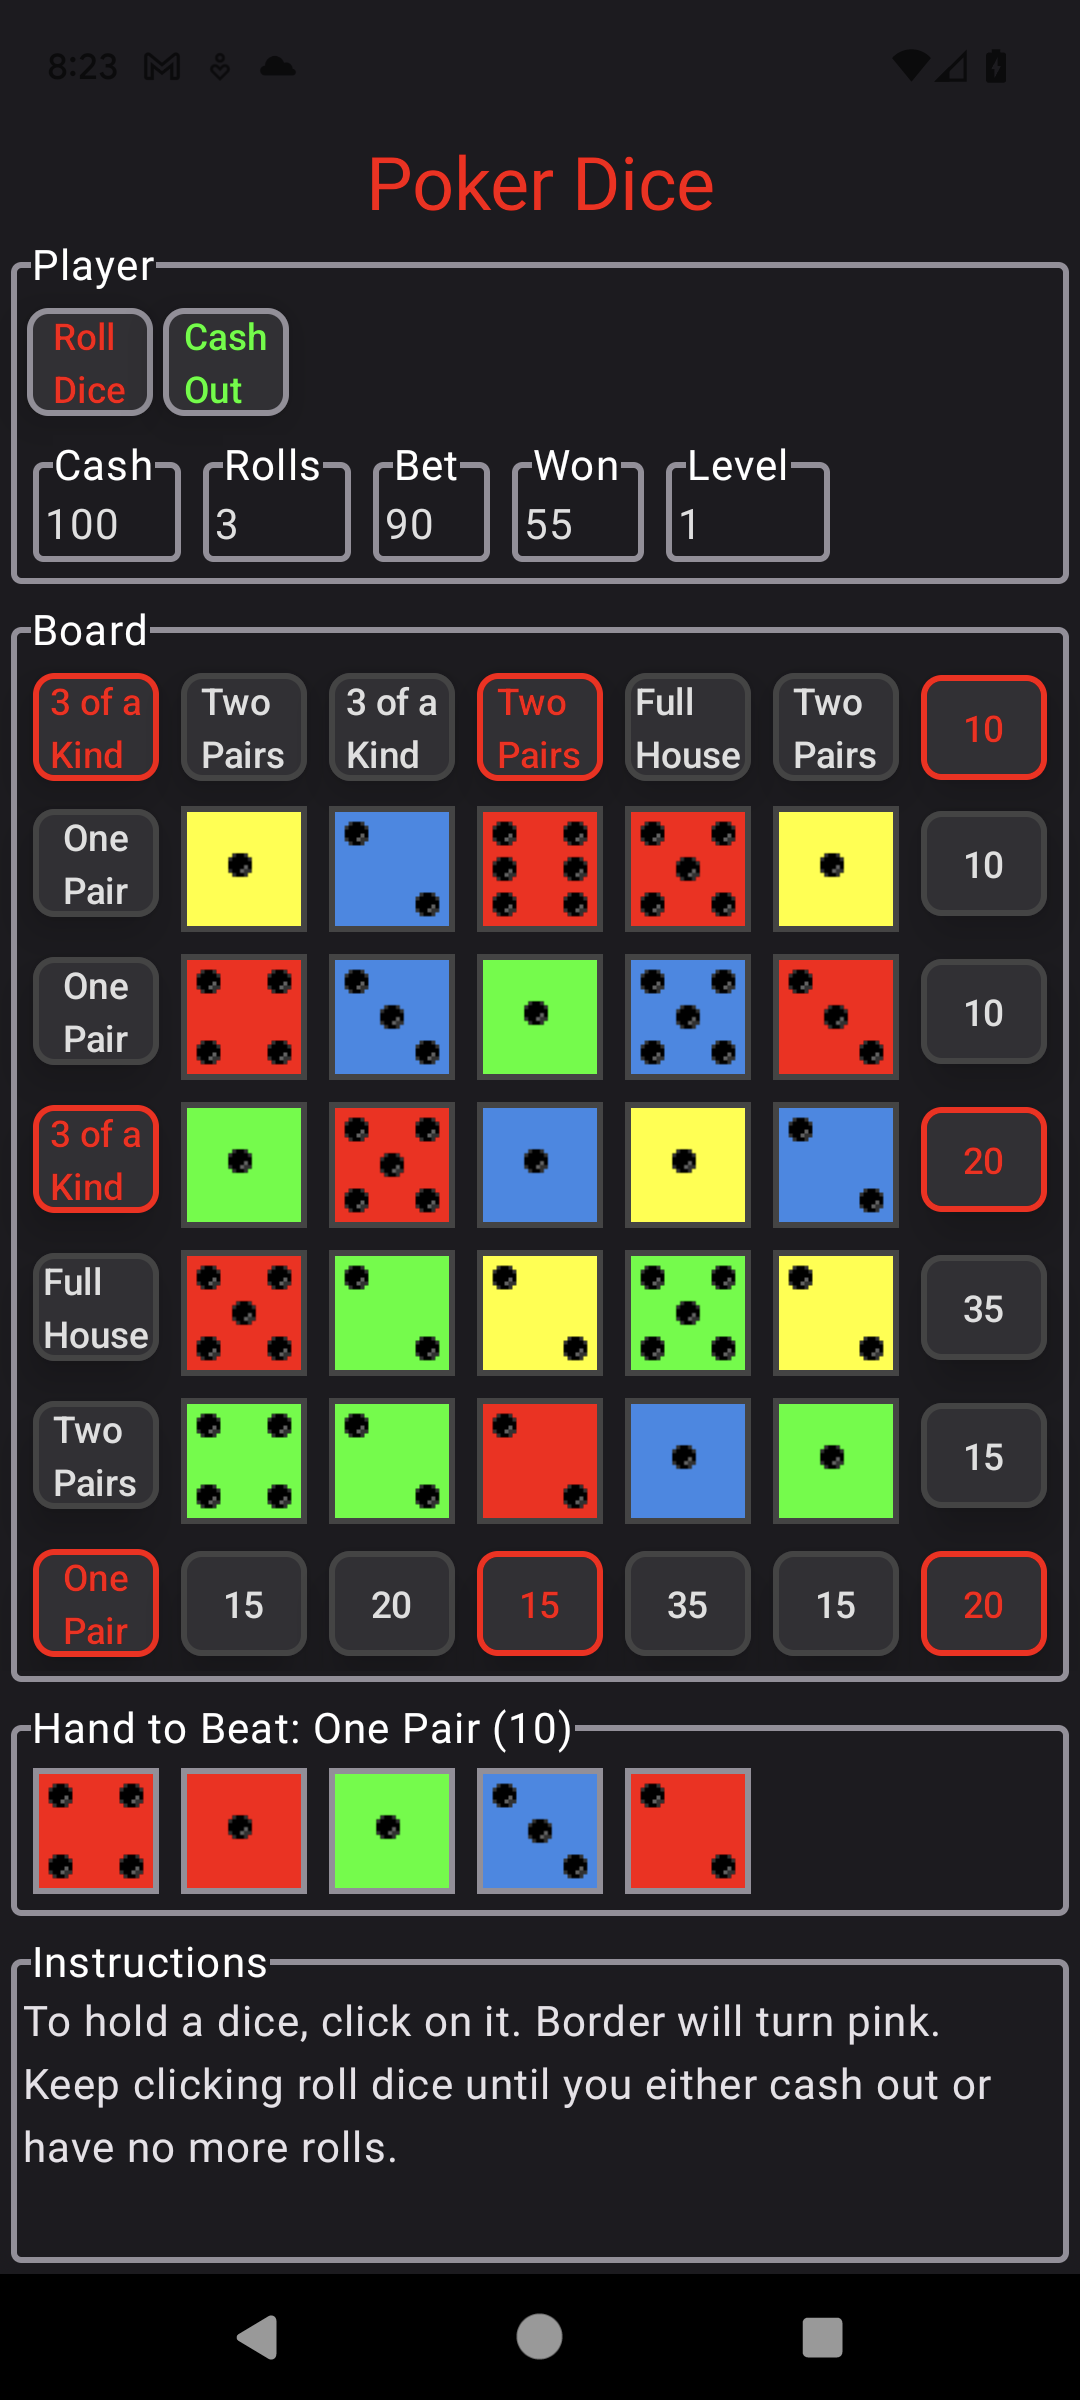 8:23
Poker Dice
Player
Roll Dice
Cash Out
Cash Rolls Bet Won Level
100 3 90 55 1
Board
3 of a Kind Two Pairs 3 of a Kind Two Pairs Full House Two Pairs 10
One Pair 10
One Pair 10
3 of a Kind 20
Full House 35
Two Pairs 15
One Pair 15 20 15 35 15 20
Hand to Beat: One Pair (10)
Instructions
To hold a dice, click on it. Border will turn pink.
Keep clicking roll dice until you either cash out or
have no more rolls.